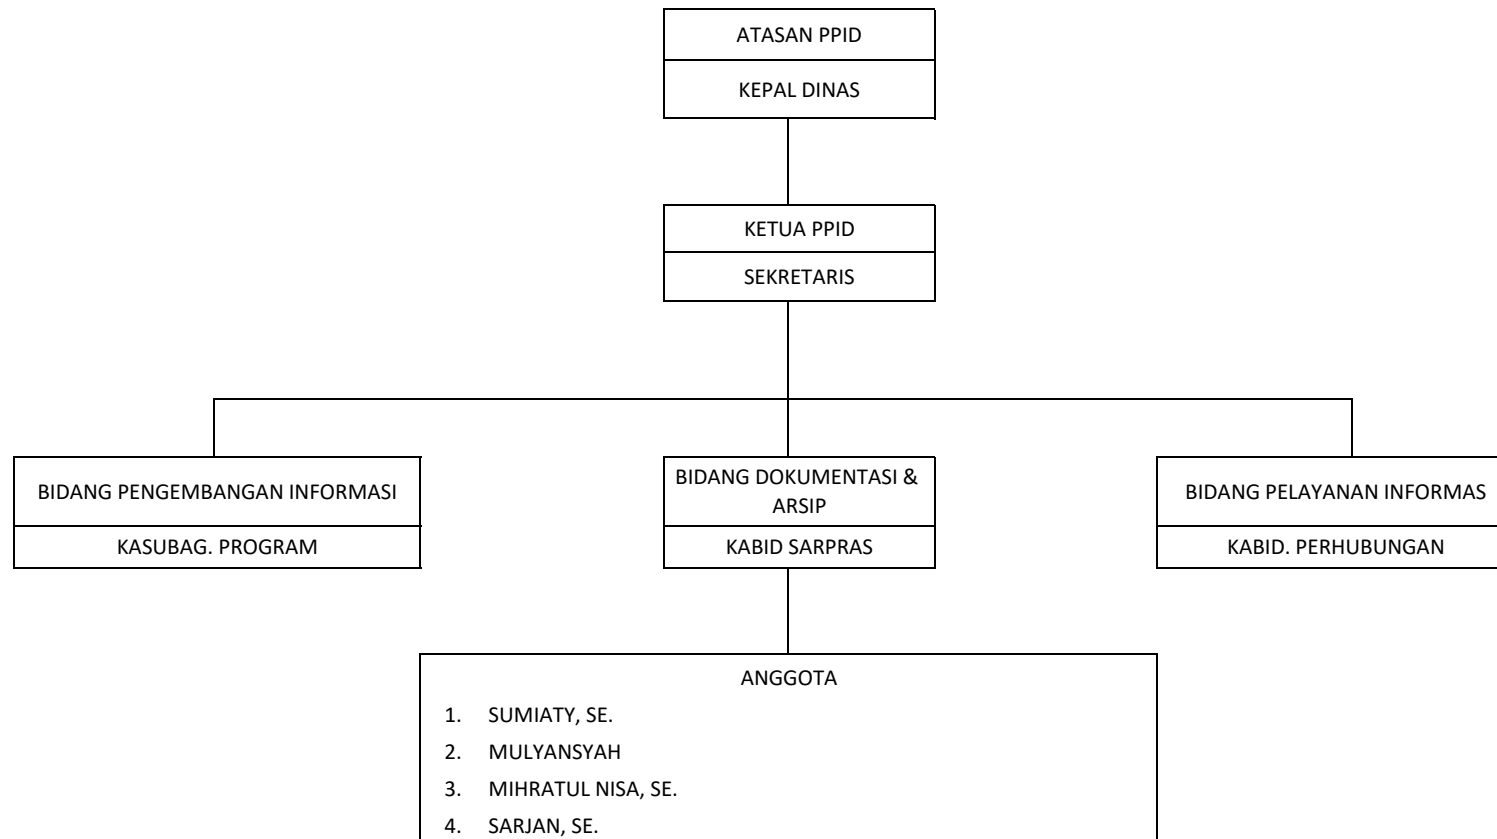 ATASAN PPID
KEPAL DINAS
KETUA PPID
SEKRETARIS
BIDANG PENGEMBANGAN INFORMASI
KASUBAG. PROGRAM
BIDANG DOKUMENTASI &
ARSIP
KABID SARPRAS
BIDANG PELAYANAN INFORMAS
KABID. PERHUBUNGAN
ANGGOTA
1. SUMIATY, SE.
2. MULYANSYAH
3. MIHRATUL NISA, SE.
4. SARJAN, SE.